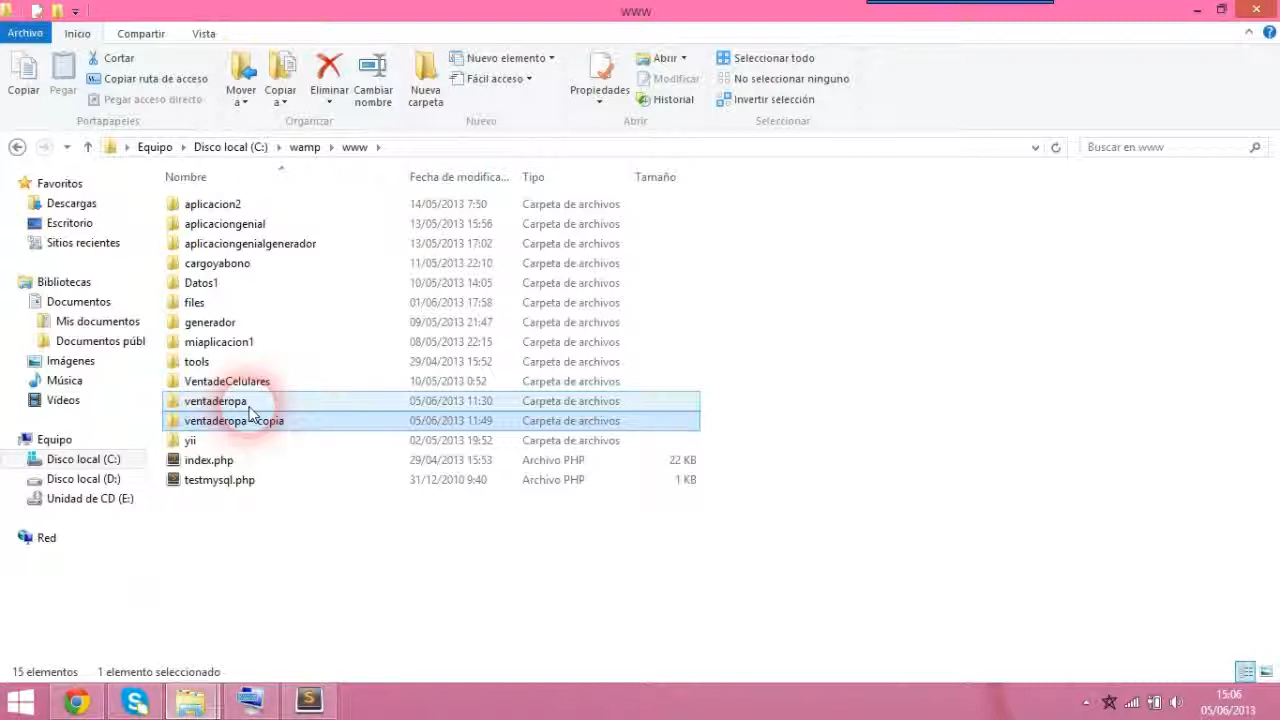 www
Archivo Inicio Compartir Vista
Copiar
Pegar
Cortar
Copiar ruta de acceso
Pegar acceso directo
Portapapeles
Mover a
Copiar a
Eliminar
Cambiar nombre
Organizar
Nueva carpeta
Nuevo elemento
Fácil acceso
Nuevo
Propiedades
Abrir
Modificar
Historial
Abrir
Seleccionar todo
No seleccionar ninguno
Invertir selección
Seleccionar
Equipo Disco local (C:) wamp www
Buscar en www
Favoritos
Descargas
Escritorio
Sitios recientes
Bibliotecas
Documentos
Mis documentos
Documentos públ
Imágenes
Música
Vídeos
Equipo
Disco local (C:)
Disco local (D:)
Unidad de CD (E:)
Red
Nombre Fecha de modifica... Tipo Tamaño
aplicacion2 14/05/2013 7:50 Carpeta de archivos
aplicaciongenial 13/05/2013 15:56 Carpeta de archivos
aplicaciongenialgenerador 13/05/2013 17:02 Carpeta de archivos
cargoyabono 11/05/2013 22:10 Carpeta de archivos
Datos1 10/05/2013 14:05 Carpeta de archivos
files 01/06/2013 17:58 Carpeta de archivos
generador 09/05/2013 21:47 Carpeta de archivos
miaplicacion1 08/05/2013 22:15 Carpeta de archivos
tools 29/04/2013 15:52 Carpeta de archivos
VentadeCelulares 10/05/2013 0:52 Carpeta de archivos
ventaderopa 05/06/2013 11:30 Carpeta de archivos
ventaderopa copia 05/06/2013 11:49 Carpeta de archivos
yii 02/05/2013 19:52 Carpeta de archivos
index.php 29/04/2013 15:53 Archivo PHP 22 KB
testmysql.php 31/12/2010 9:40 Archivo PHP 1 KB
15 elementos 1 elemento seleccionado
15:06
05/06/2013